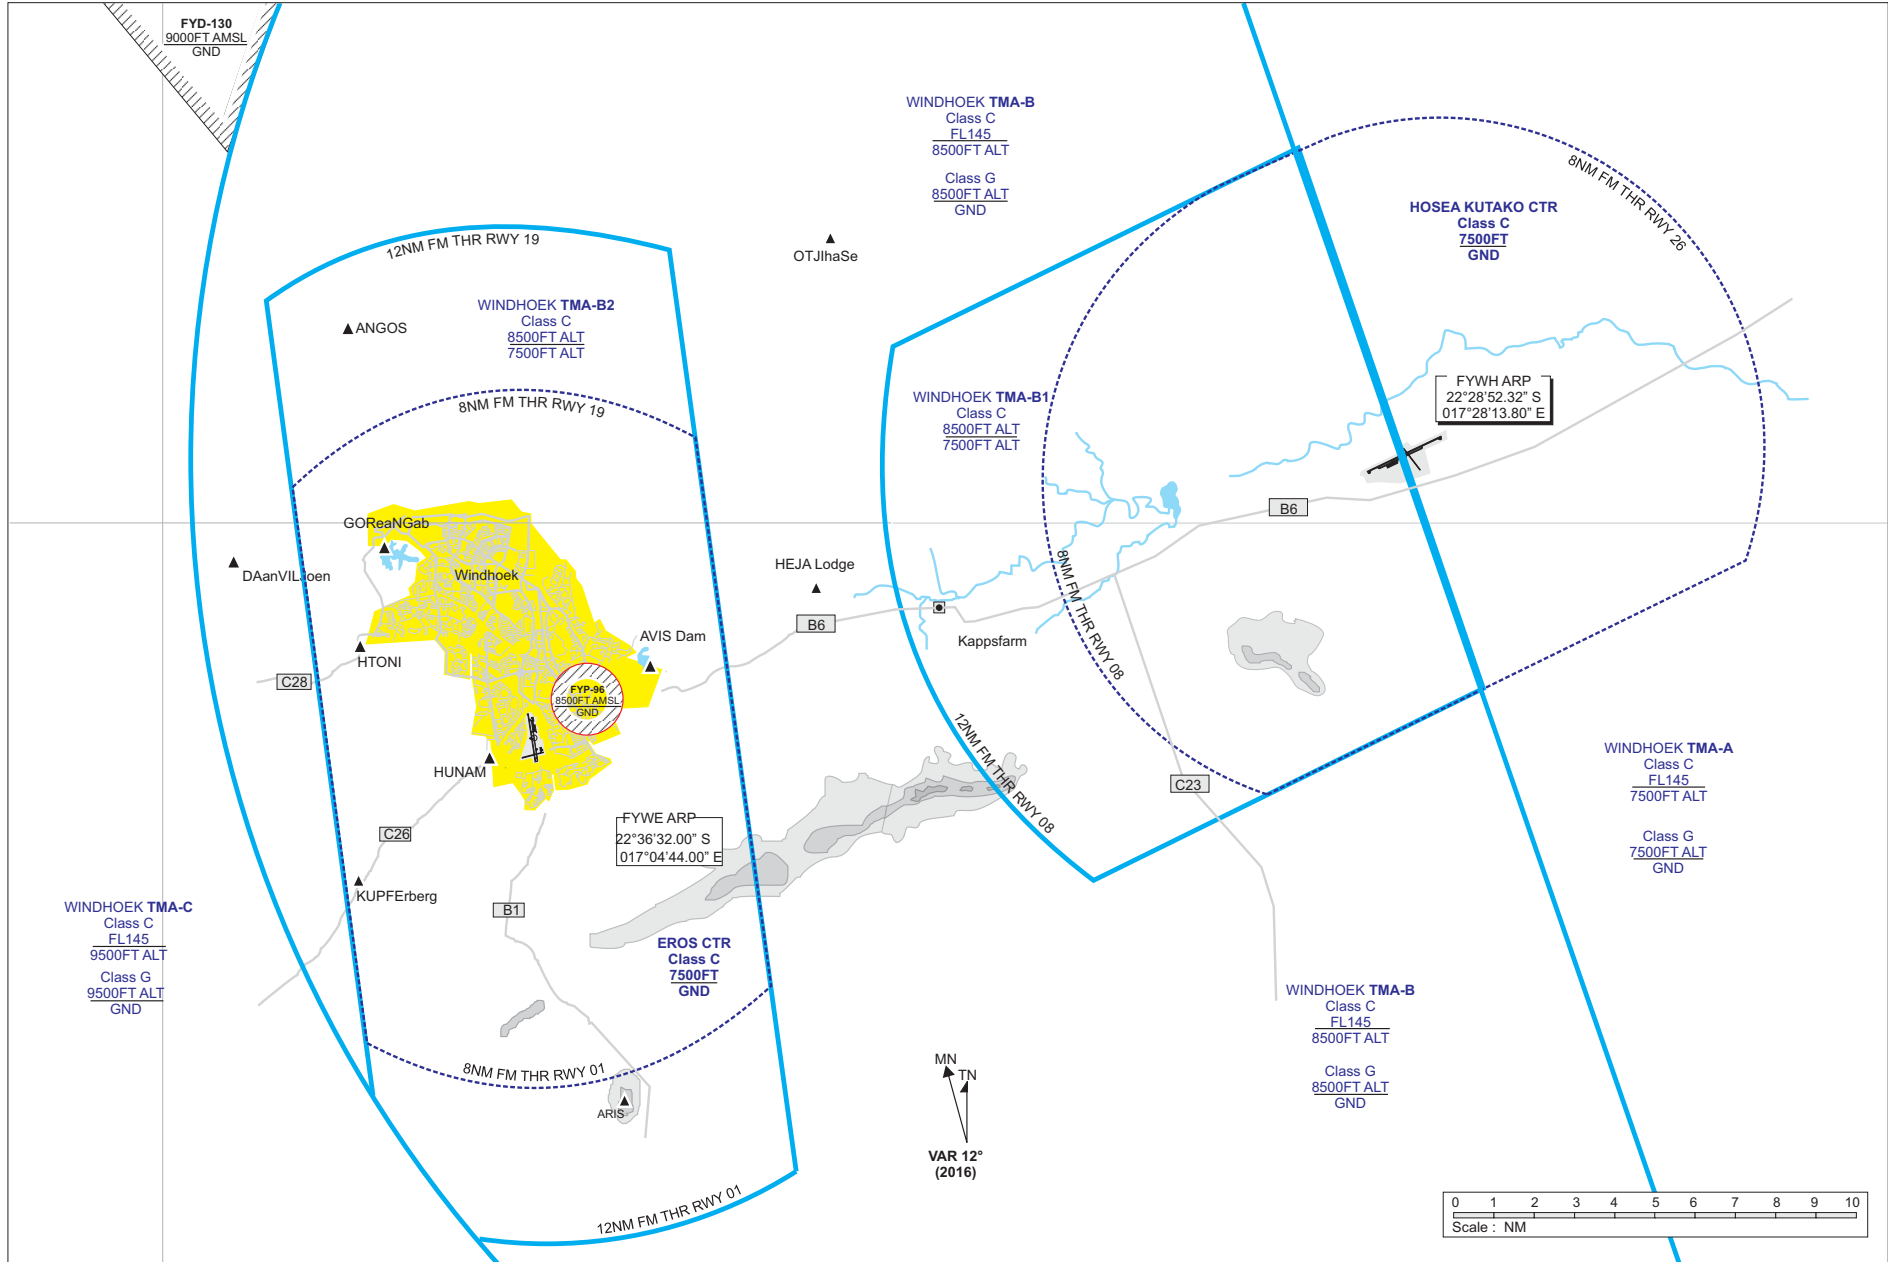 FYD-130
9000FT AMSL
GND
WINDHOEK TMA-B
Class C
FL145
8500FT ALT
Class G
8500FT ALT
GND
8NM FM THR RWY 26
HOSEA KUTAKO CTR
Class C
7500FT
GND
12NM FM THR RWY 19
OTJIhaSe
WINDHOEK TMA-B2
Class C
8500FT ALT
7500FT ALT
ANGOS
8NM FM THR RWY 19
WINDHOEK TMA-B1
Class C
8500FT ALT
7500FT ALT
FYWH ARP
22°28'52.32" S
017°28'13.80" E
B6
GOReaNGab
DAanVILJoen
Windhoek
HEJA Lodge
8NM FM THR RWY 08
B6
AVIS Dam
Kappsfarm
HTONI
C28
FYP-96
8500FT AMSL
GND
HUNAM
12NM FM THR RWY 08
C23
WINDHOEK TMA-A
Class C
FL145
7500FT ALT
Class G
7500FT ALT
GND
FYWE ARP
22°36'32.00" S
017°04'44.00" E
C26
KUPFErberg
B1
WINDHOEK TMA-C
Class C
FL145
9500FT ALT
Class G
9500FT ALT
GND
EROS CTR
Class C
7500FT
GND
WINDHOEK TMA-B
Class C
FL145
8500FT ALT
Class G
8500FT ALT
GND
8NM FM THR RWY 01
ARIS
MN
TN
VAR 12°
(2016)
12NM FM THR RWY 01
0 1 2 3 4 5 6 7 8 9 10
Scale : NM